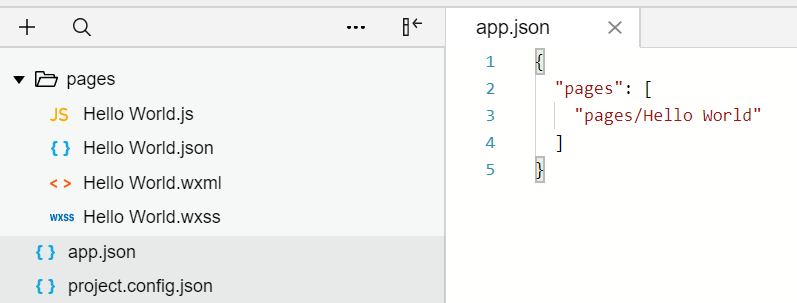 app.json
pages
JS Hello World.js
{ } Hello World.json
< > Hello World.wxml
wxss Hello World.wxss
{ } app.json
{ } project.config.json
1 {
2 "pages": [
3 "pages/Hello World"
4 ]
5 }